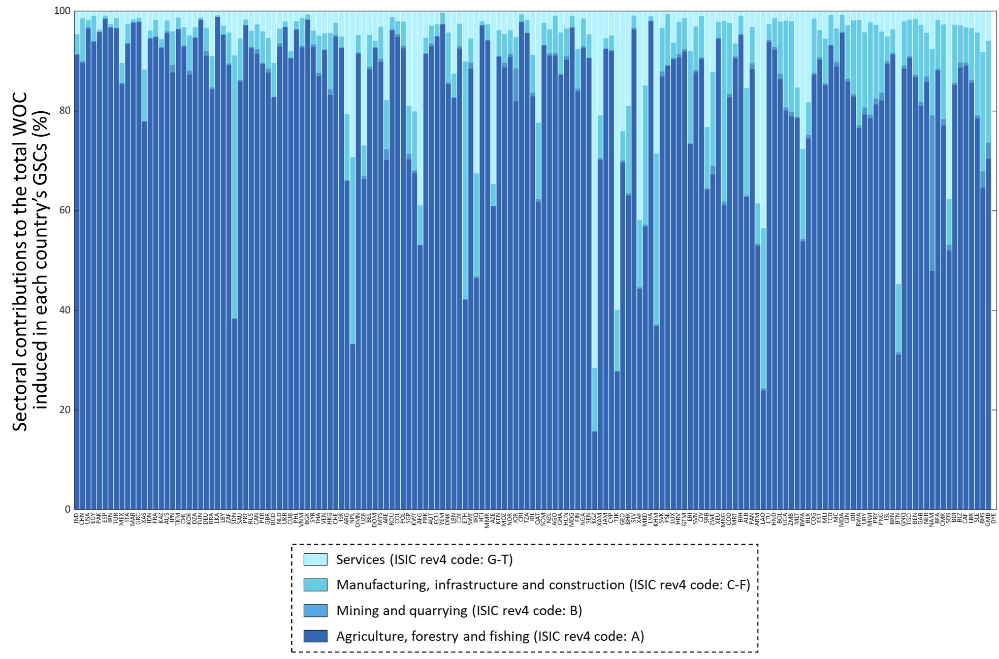 Sectoral contributions to the total WOC
induced in each country's GSCs (%)
100
80
60
40
20
0
IND CHN USA EGY PAK ESP IRN TUR MEX ITA MAR GRC XAS IDN FRA KAZ AUS JPN TKM CHL KOR DZA TUN DEU BRA LKA LBY ZAF SDN SAU PRT RUS CAN PER GBR BGD NLD UKR CUB PHL VNM BGR SYR THA VEN HKG CHE ISR ARG NPL OMN UZB BEL DOM MYS ARE ROU COL POL SGP KWT AFG PRK AUT ECU YEM DNK LBN CZE ETH SWE IRQ HTI MMR AZE KEN MOZ NOR JOR CRI TZA IRL QAT SOM SWZ AGO GHA HUN MDG FIN NGA SEN KGZ XAM JAM CYP TJK GEO BHR SLV XAF MKD LVA KHM SVK PSE LUX HRV GTM ERI SVN CIV SRB ZWE XEU MNG COD MRT BIH ALB PAN ARM LAO LTU HND BOL UGA ZMB MLT BWA BLR COG EST MLI TCD NIC MDA GIN DJI RWA URY MWI PRY PNG ISL BRN BTN GNQ TGO BEN GAB NER NAM BFA CMR SDS BDI BLZ CAF LBR SLE BHS GMB DYE
Services (ISIC rev4 code: G-T)
Manufacturing, infrastructure and construction (ISIC rev4 code: C-F)
Mining and quarrying (ISIC rev4 code: B)
Agriculture, forestry and fishing (ISIC rev4 code: A)